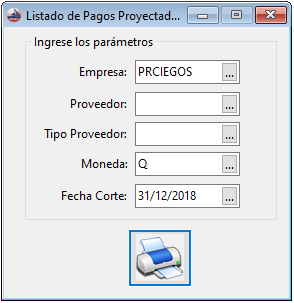 Listado de Pagos Proyectad...
Ingrese los parámetros
Empresa: PRCIEGOS ...
Proveedor: ...
Tipo Proveedor: ...
Moneda: Q ...
Fecha Corte: 31/12/2018 ...